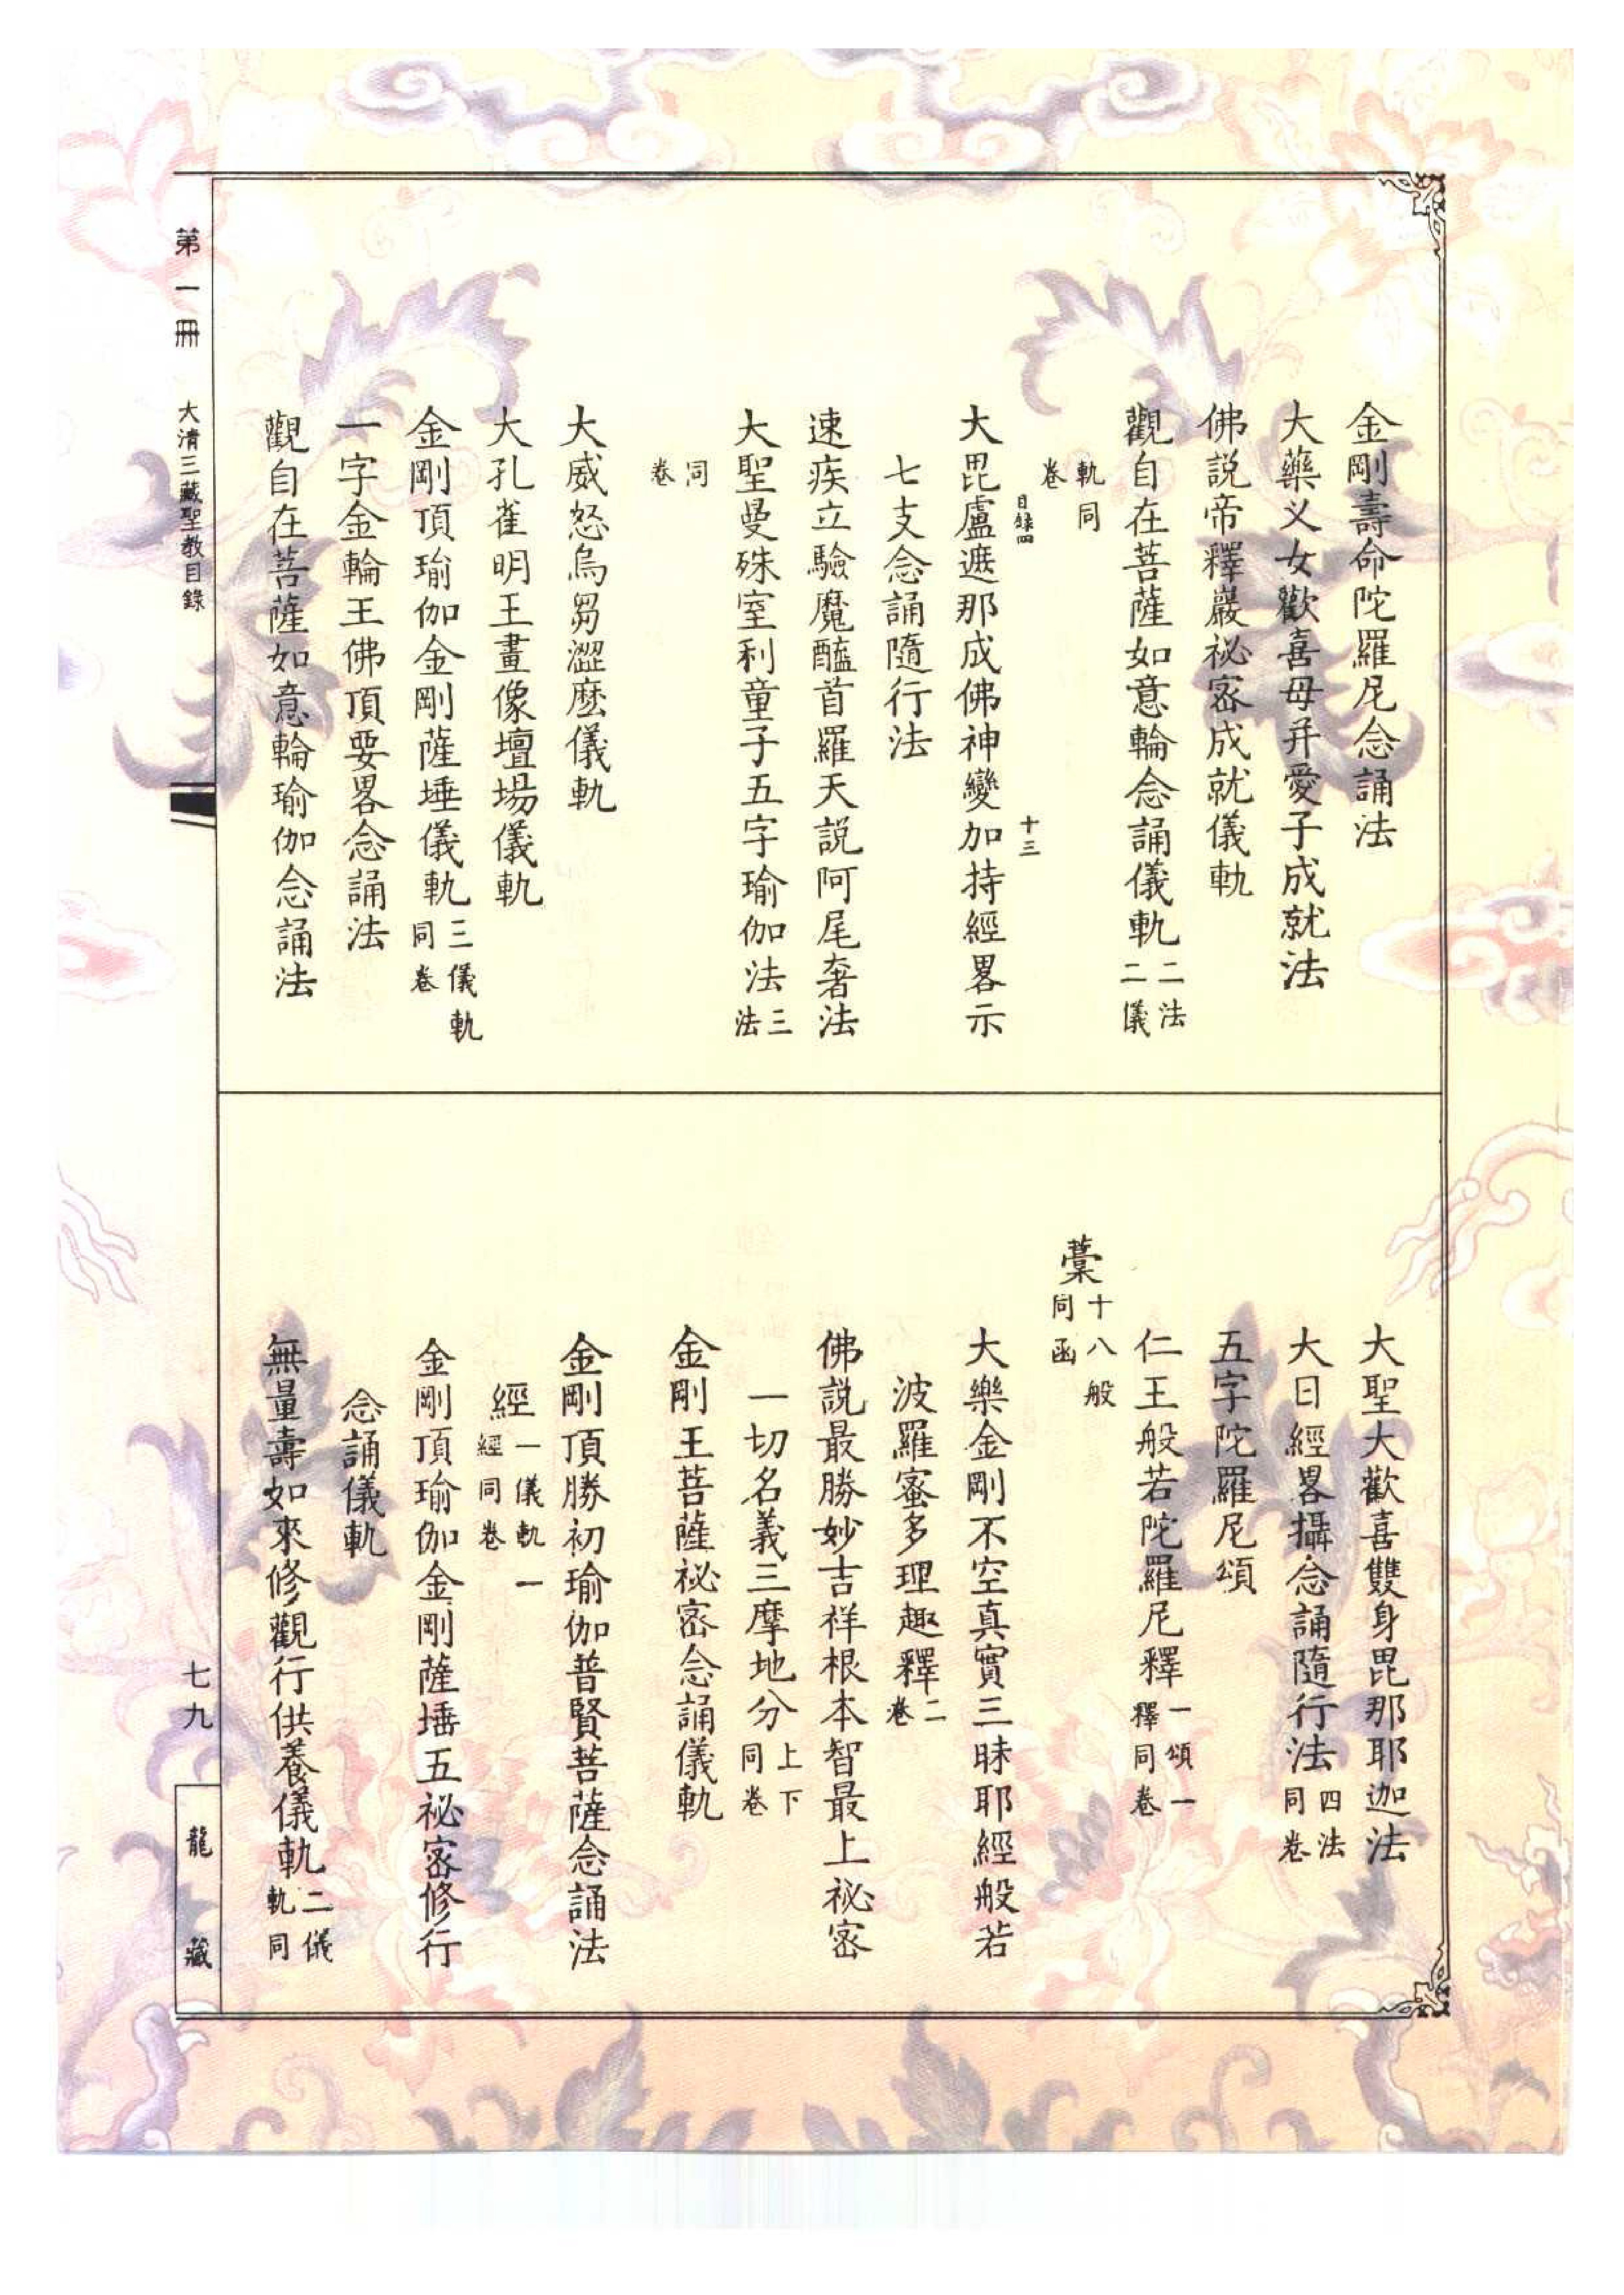 金剛壽命陀羅尼念誦法
大藥义女歡喜母并愛子成就法
佛說帝釋巖祕密成就儀軌
觀自在菩薩如意輪念誦儀軌二法二儀
軌同卷
目錄四 十三
大毘盧遮那成佛神變加持經畧示
七支念誦隨行法
速疾立驗魔醯首羅天說阿尾奢法
大聖曼殊室利童子五字瑜伽法三法
同卷
大威怒烏芻澀麼儀軌
大孔雀明王畫像壇場儀軌
金剛頂瑜伽金剛薩埵儀軌三儀軌同卷
一字金輪王佛頂要畧念誦法
觀自在菩薩如意輪瑜伽念誦法
大聖大歡喜雙身毘那耶迦法
大日經畧攝念誦隨行法四法同卷
五字陀羅尼頌
仁王般若陀羅尼釋一頌一釋同卷
藁十八般同函
大樂金剛不空真實三昧耶經般若
波羅蜜多理趣釋二卷
佛說最勝妙吉祥根本智最上祕密
一切名義三摩地分上下同卷
金剛王菩薩祕密念誦儀軌
金剛頂勝初瑜伽普賢菩薩念誦法
經一儀軌一經同卷
金剛頂瑜伽金剛薩埵五祕密修行
念誦儀軌
無量壽如來修觀行供養儀軌二儀軌同
第一冊 大清三藏聖教目錄
七九
龍藏